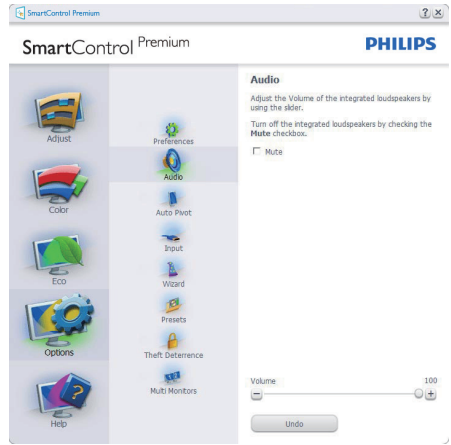 SmartControl Premium
? ×
SmartControl Premium
PHILIPS
Adjust
Color
Eco
Options
Help
Preferences
Audio
Auto Pivot
Input
Wizard
Presets
Theft Deterrence
Multi Monitors
Audio
Adjust the Volume of the integrated loudspeakers by
using the slider.
Turn off the integrated loudspeakers by checking the
Mute checkbox.
Mute
Volume 100
Undo